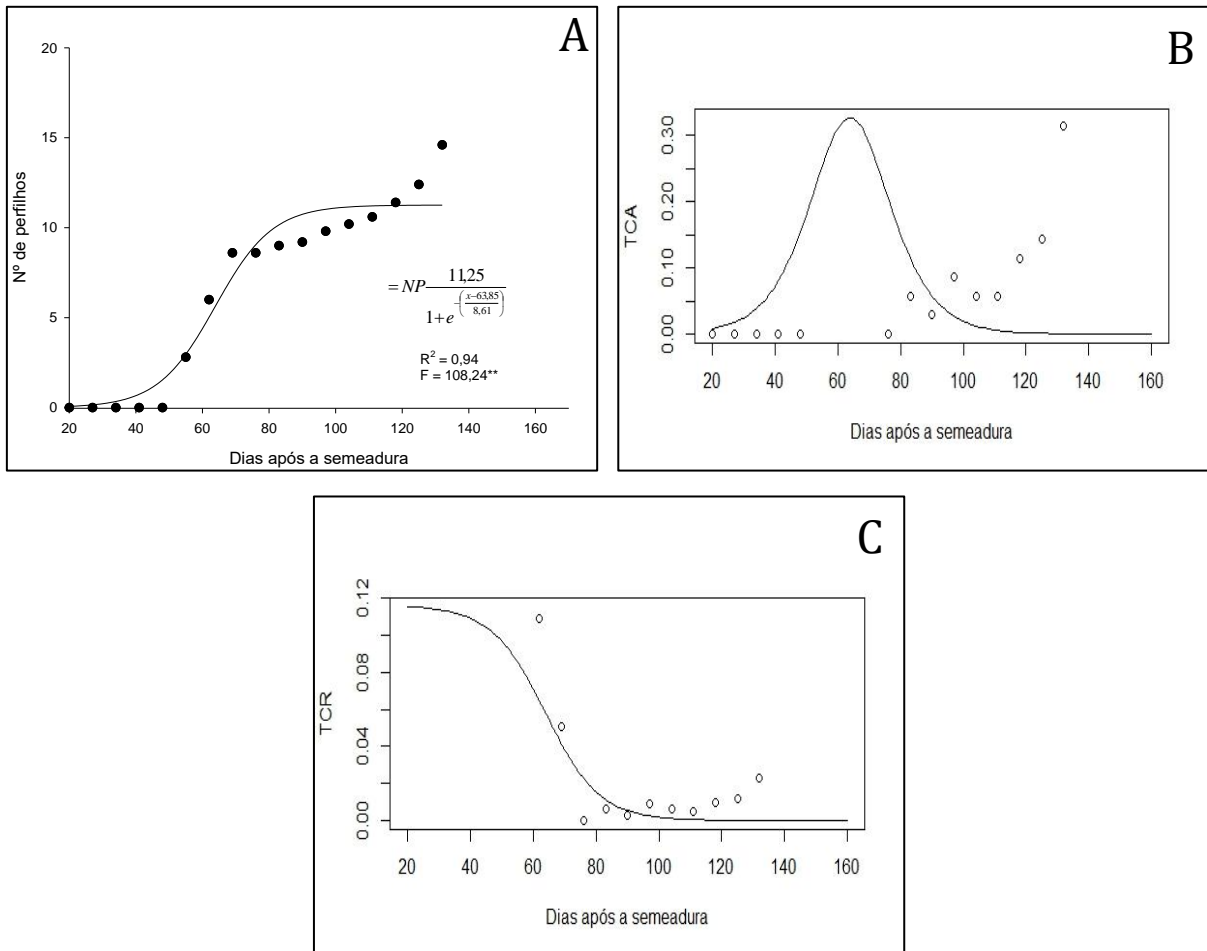 A
20
15
10
5
0
Nº de perfilhos
= NP 11,25
1+e^-((x−63,85)/8,61)
R² = 0,94
F = 108,24**
20 40 60 80 100 120 140 160
Dias após a semeadura
B
0.30
0.20
0.10
0.00
TCA
20 40 60 80 100 120 140 160
Dias após a semeadura
C
0.12
0.08
0.04
0.00
TCR
20 40 60 80 100 120 140 160
Dias após a semeadura